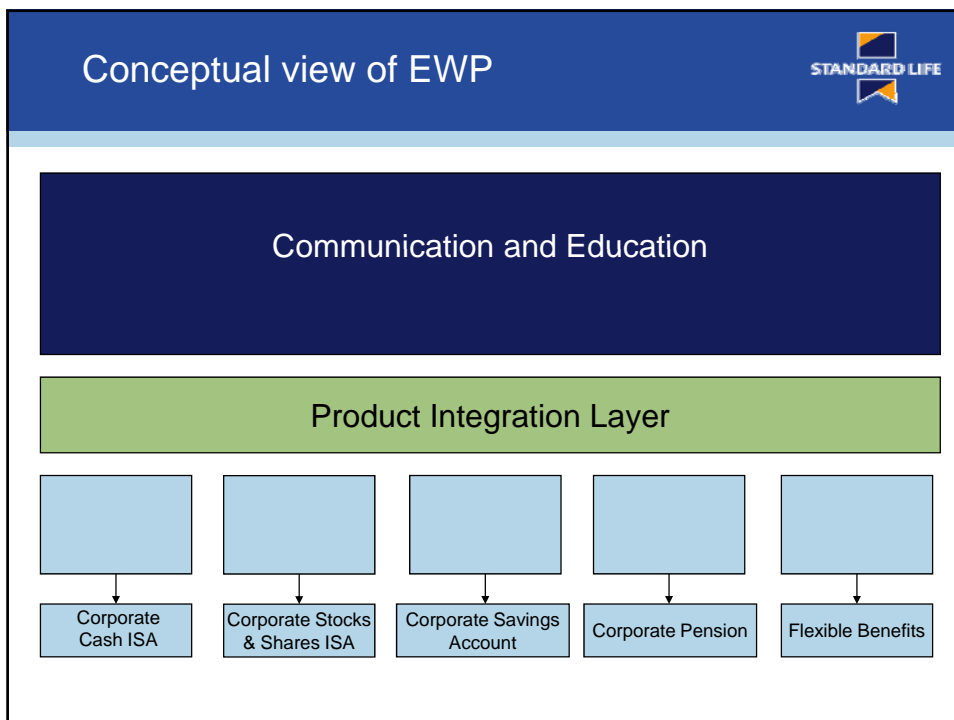 Conceptual view of EWP
STANDARD LIFE
Communication and Education
Product Integration Layer
Corporate
Cash ISA
Corporate Stocks
& Shares ISA
Corporate Savings
Account
Corporate Pension
Flexible Benefits